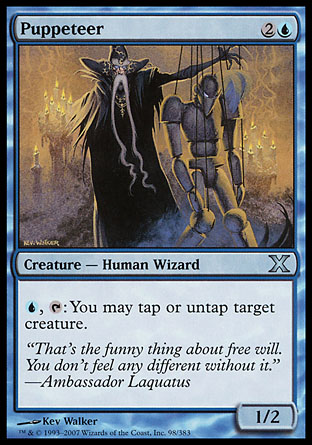 Puppeteer 2
KEV WALKER
Creature — Human Wizard X
, : You may tap or untap target
creature.
“That's the funny thing about free will.
You don't feel any different without it.”
—Ambassador Laquatus
Kev Walker
™ & © 1993–2007 Wizards of the Coast, Inc. 98/383
1/2